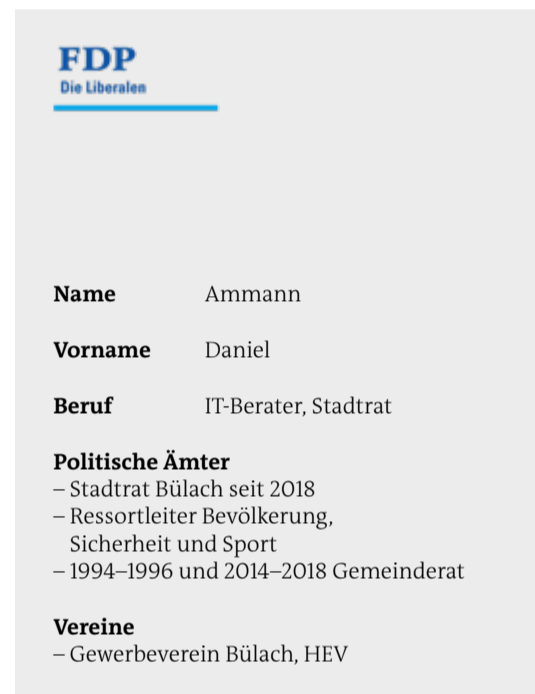 FDP
Die Liberalen
Name Ammann
Vorname Daniel
Beruf IT-Berater, Stadtrat
Politische Ämter
– Stadtrat Bülach seit 2018
– Ressortleiter Bevölkerung,
Sicherheit und Sport
– 1994–1996 und 2014–2018 Gemeinderat
Vereine
– Gewerbeverein Bülach, HEV